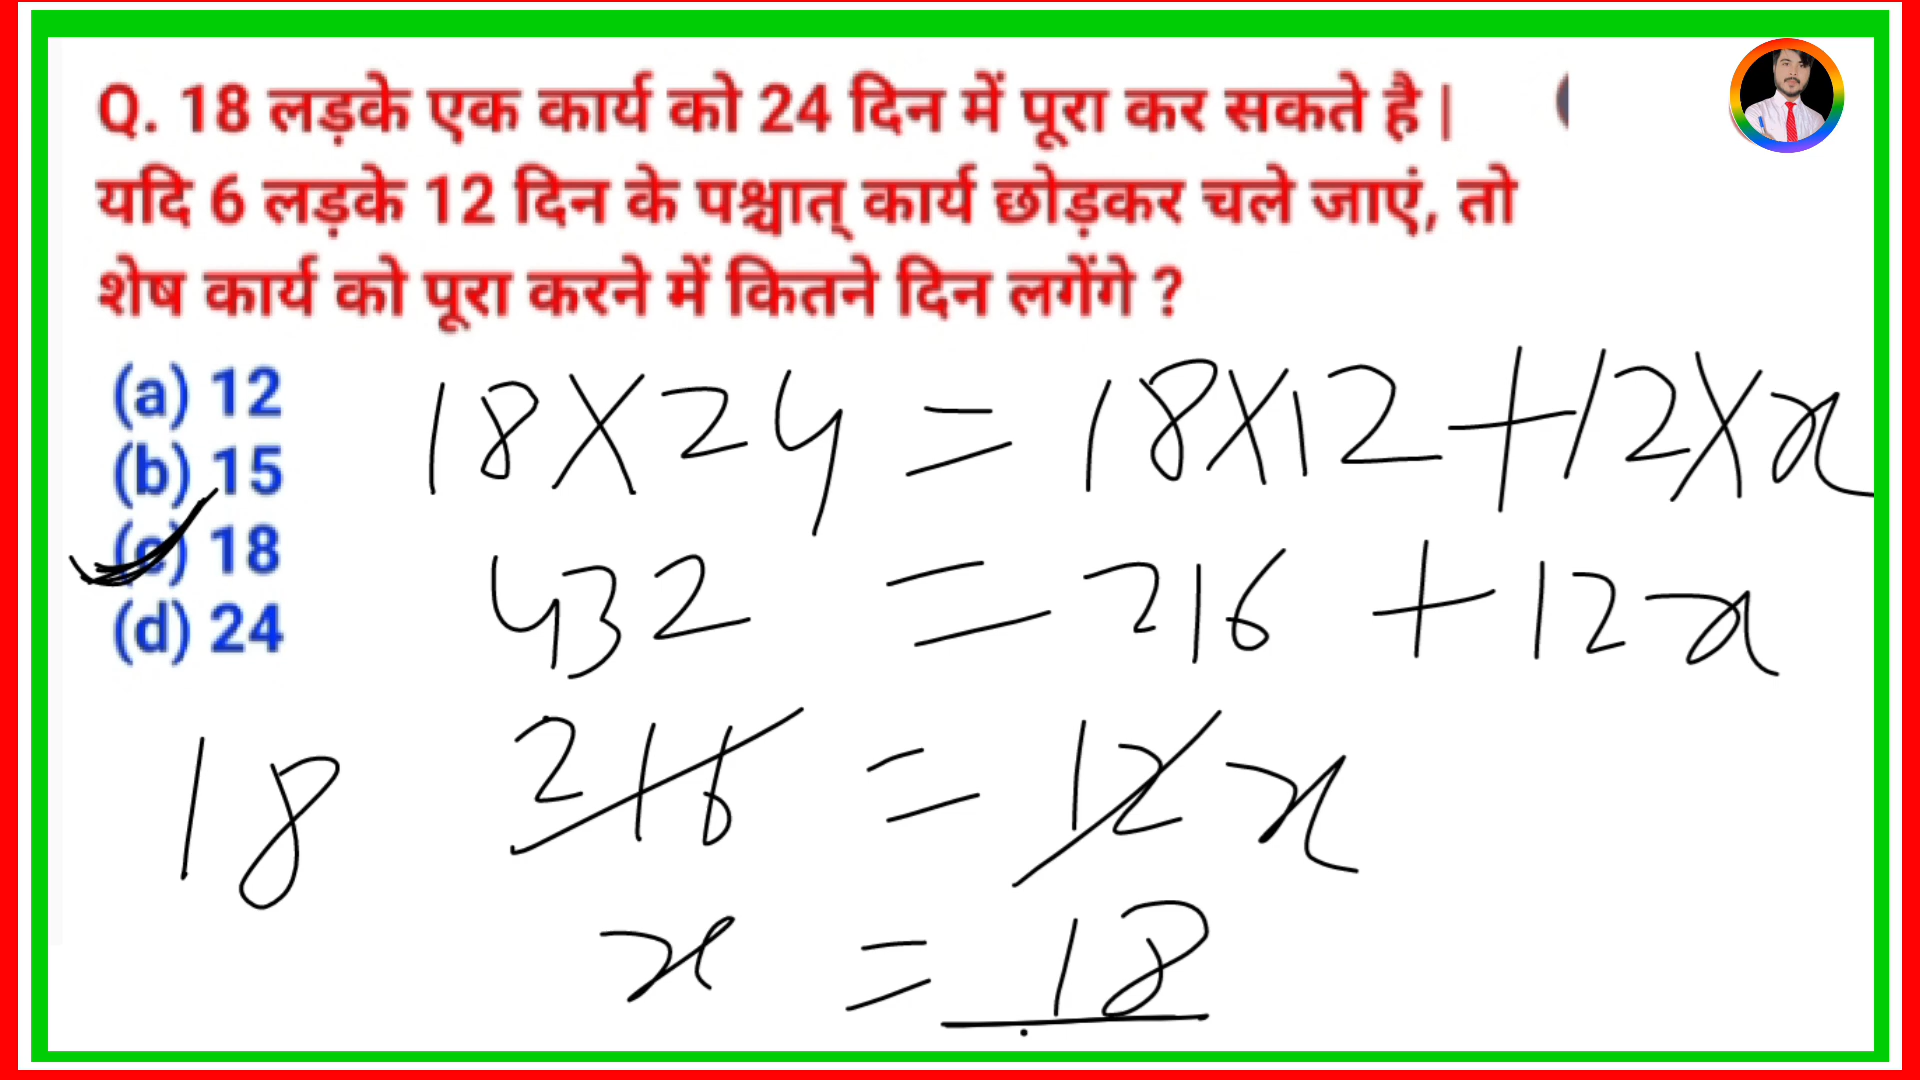 Q. 18 लड़के एक कार्य को 24 दिन में पूरा कर सकते है |
यदि 6 लड़के 12 दिन के पश्चात् कार्य छोड़कर चले जाएं, तो
शेष कार्य को पूरा करने में कितने दिन लगेंगे ?
(a) 12
(b) 15
(c) 18
(d) 24
18X24 = 18X12+12Xx
432 = 216 + 12x
18
216 = 12x
x = 18